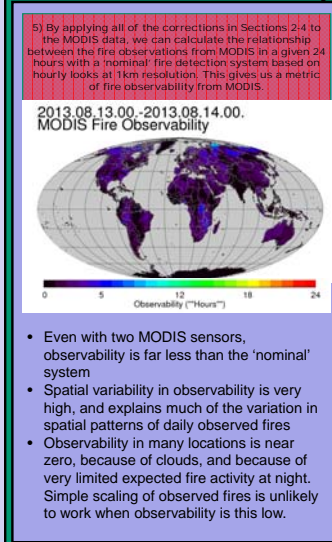 5) By applying all of the corrections in Sections 2-4 to
the MODIS data, we can calculate the relationship
between the fire observations from MODIS in a given 24
hours with a ‘nominal’ fire detection system based on
hourly looks at 1km resolution. This gives us a metric
of fire observability from MODIS.
2013.08.13.00.-2013.08.14.00.
MODIS Fire Observability
0 5 12 18 24
Observability (""Hours"")
• Even with two MODIS sensors,
observability is far less than the ‘nominal’
system
• Spatial variability in observability is very
high, and explains much of the variation in
spatial patterns of daily observed fires
• Observability in many locations is near
zero, because of clouds, and because of
very limited expected fire activity at night.
Simple scaling of observed fires is unlikely
to work when observability is this low.